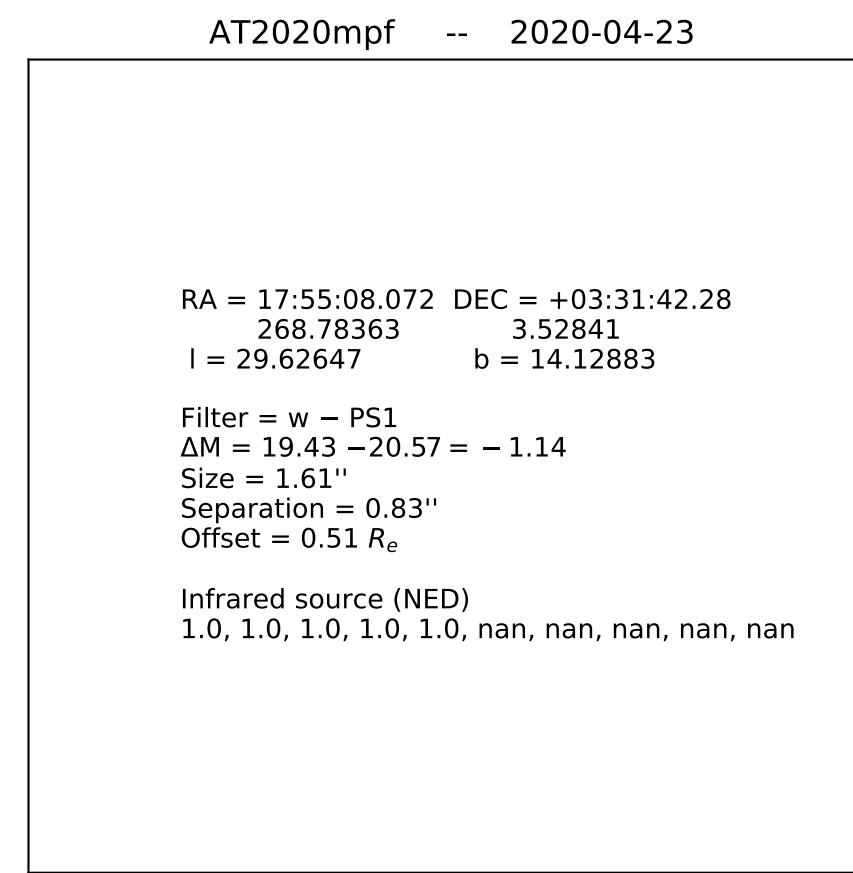 AT2020mpf -- 2020-04-23
RA = 17:55:08.072 DEC = +03:31:42.28
268.78363 3.52841
l = 29.62647 b = 14.12883
Filter = w − PS1
ΔM = 19.43 −20.57 = − 1.14
Size = 1.61''
Separation = 0.83''
Offset = 0.51 Re
Infrared source (NED)
1.0, 1.0, 1.0, 1.0, 1.0, nan, nan, nan, nan, nan